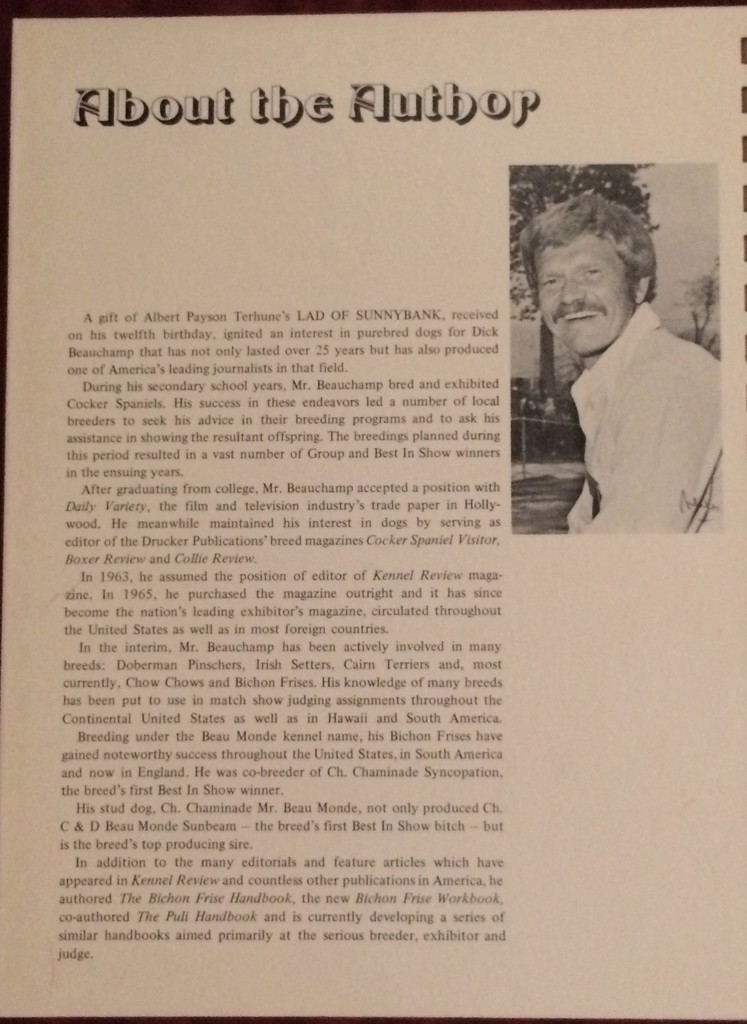 About the Author
A gift of Albert Payson Terhune's LAD OF SUNNYBANK, received
on his twelfth birthday, ignited an interest in purebred dogs for Dick
Beauchamp that has not only lasted over 25 years but has also produced
one of America's leading journalists in that field.
During his secondary school years, Mr. Beauchamp bred and exhibited
Cocker Spaniels. His success in these endeavors led a number of local
breeders to seek his advice in their breeding programs and to ask his
assistance in showing the resultant offspring. The breedings planned during
this period resulted in a vast number of Group and Best In Show winners
in the ensuing years.
After graduating from college, Mr. Beauchamp accepted a position with
Daily Variety, the film and television industry's trade paper in Holly-
wood. He meanwhile maintained his interest in dogs by serving as
editor of the Drucker Publications' breed magazines Cocker Spaniel Visitor,
Boxer Review and Collie Review.
In 1963, he assumed the position of editor of Kennel Review maga-
zine. In 1965, he purchased the magazine outright and it has since
become the nation's leading exhibitor's magazine, circulated throughout
the United States as well as in most foreign countries.
In the interim, Mr. Beauchamp has been actively involved in many
breeds: Doberman Pinschers, Irish Setters, Cairn Terriers and, most
currently, Chow Chows and Bichon Frises. His knowledge of many breeds
has been put to use in match show judging assignments throughout the
Continental United States as well as in Hawaii and South America.
Breeding under the Beau Monde kennel name, his Bichon Frises have
gained noteworthy success throughout the United States, in South America
and now in England. He was co-breeder of Ch. Chaminade Syncopation,
the breed's first Best In Show winner.
His stud dog, Ch. Chaminade Mr. Beau Monde, not only produced Ch.
C & D Beau Monde Sunbeam — the breed's first Best In Show bitch — but
is the breed's top producing sire.
In addition to the many editorials and feature articles which have
appeared in Kennel Review and countless other publications in America, he
authored The Bichon Frise Handbook, the new Bichon Frise Workbook,
co-authored The Puli Handbook and is currently developing a series of
similar handbooks aimed primarily at the serious breeder, exhibitor and
judge.